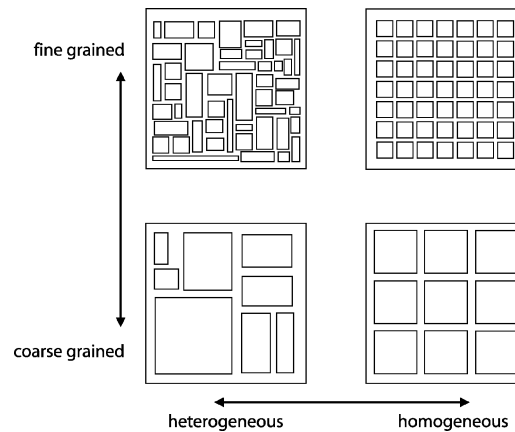 fine grained
coarse grained
heterogeneous
homogeneous